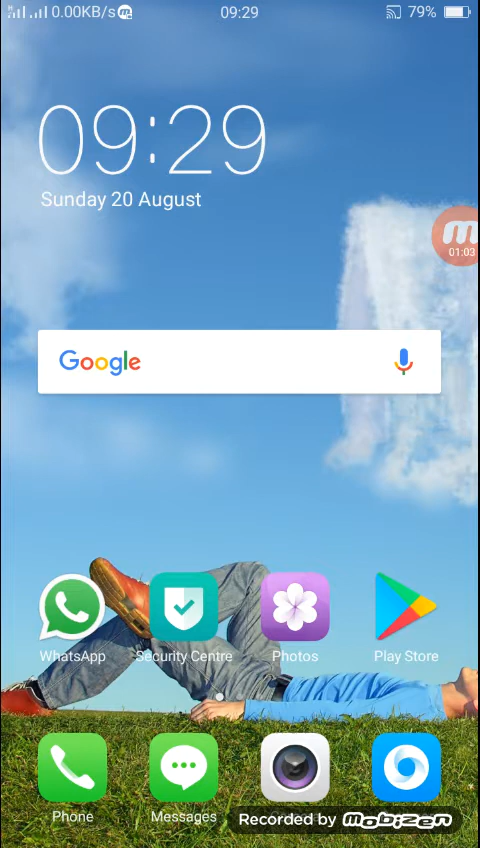 0.00KB/s
09:29
79%
09:29
Sunday 20 August
01:03
Google
WhatsApp
Security Centre
Photos
Play Store
Phone
Messages
Recorded by mobizen